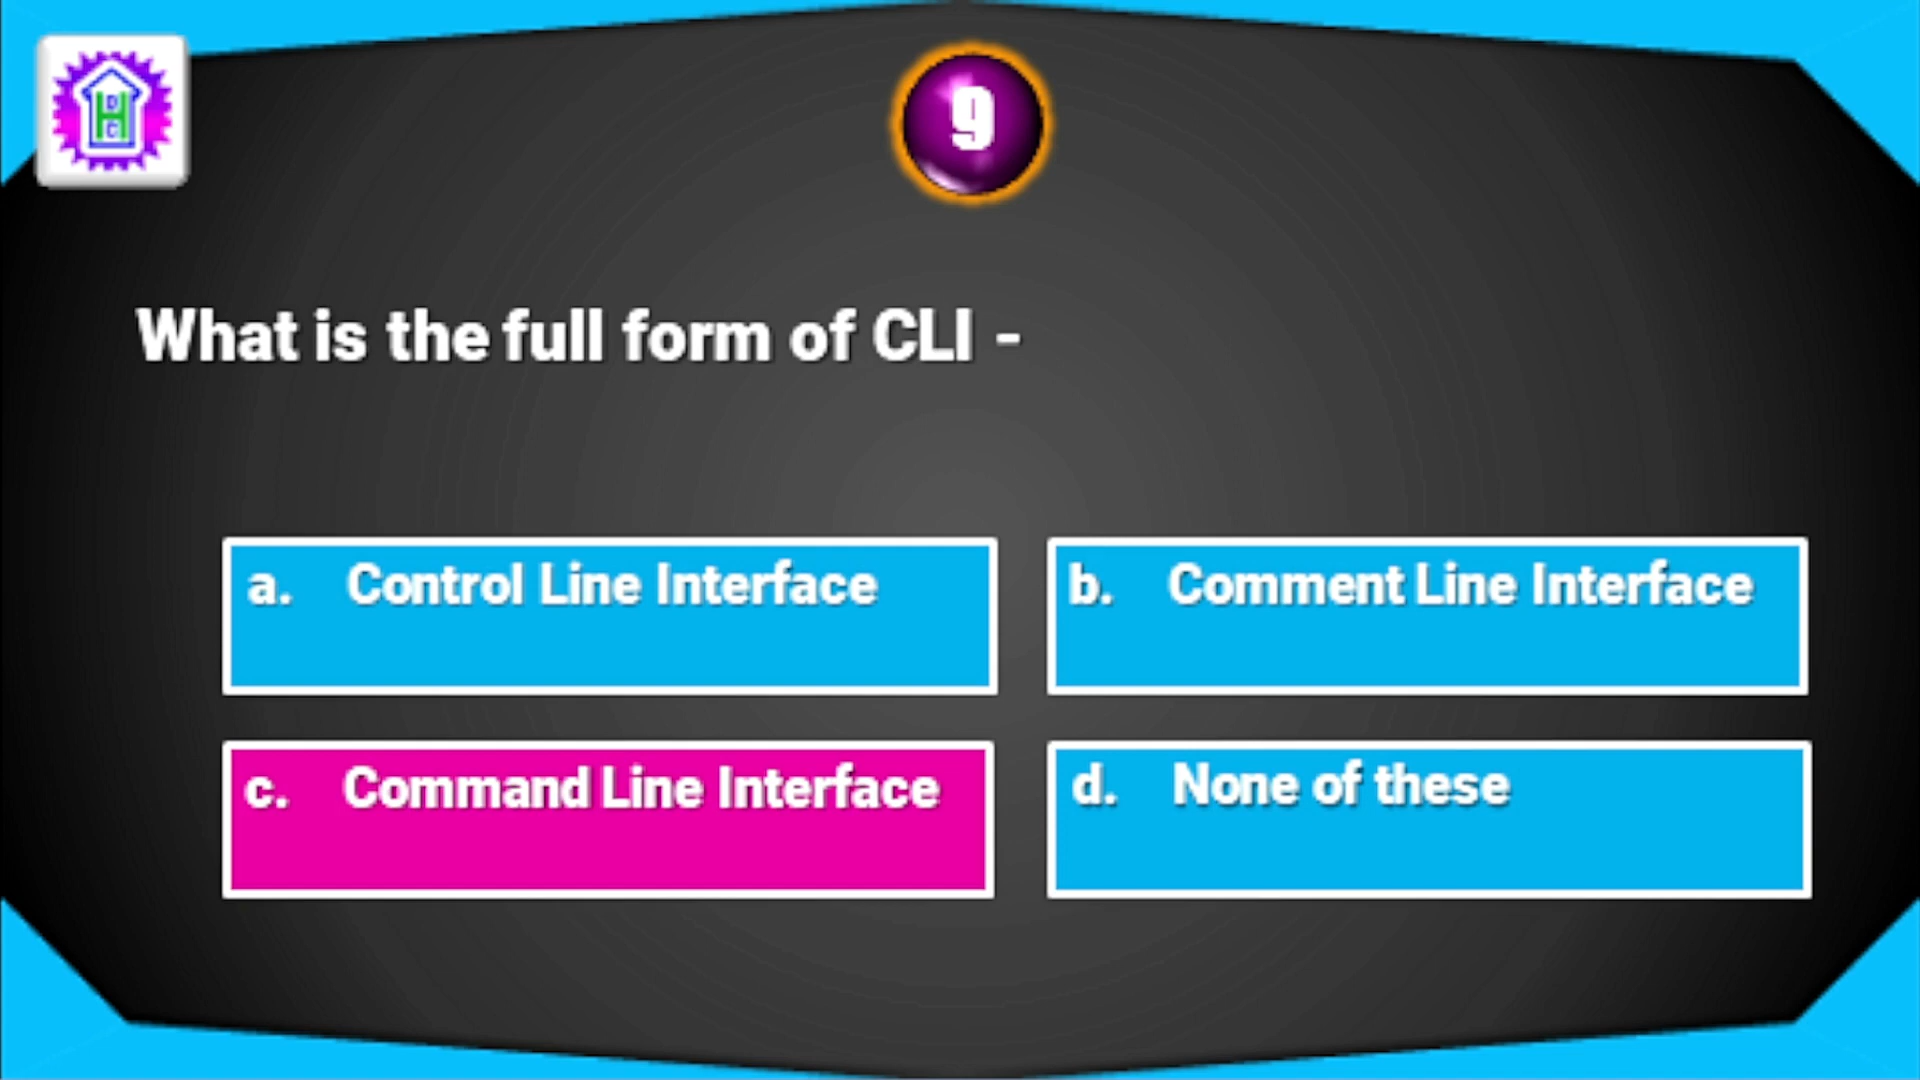 9
What is the full form of CLI -
a. Control Line Interface
b. Comment Line Interface
c. Command Line Interface
d. None of these